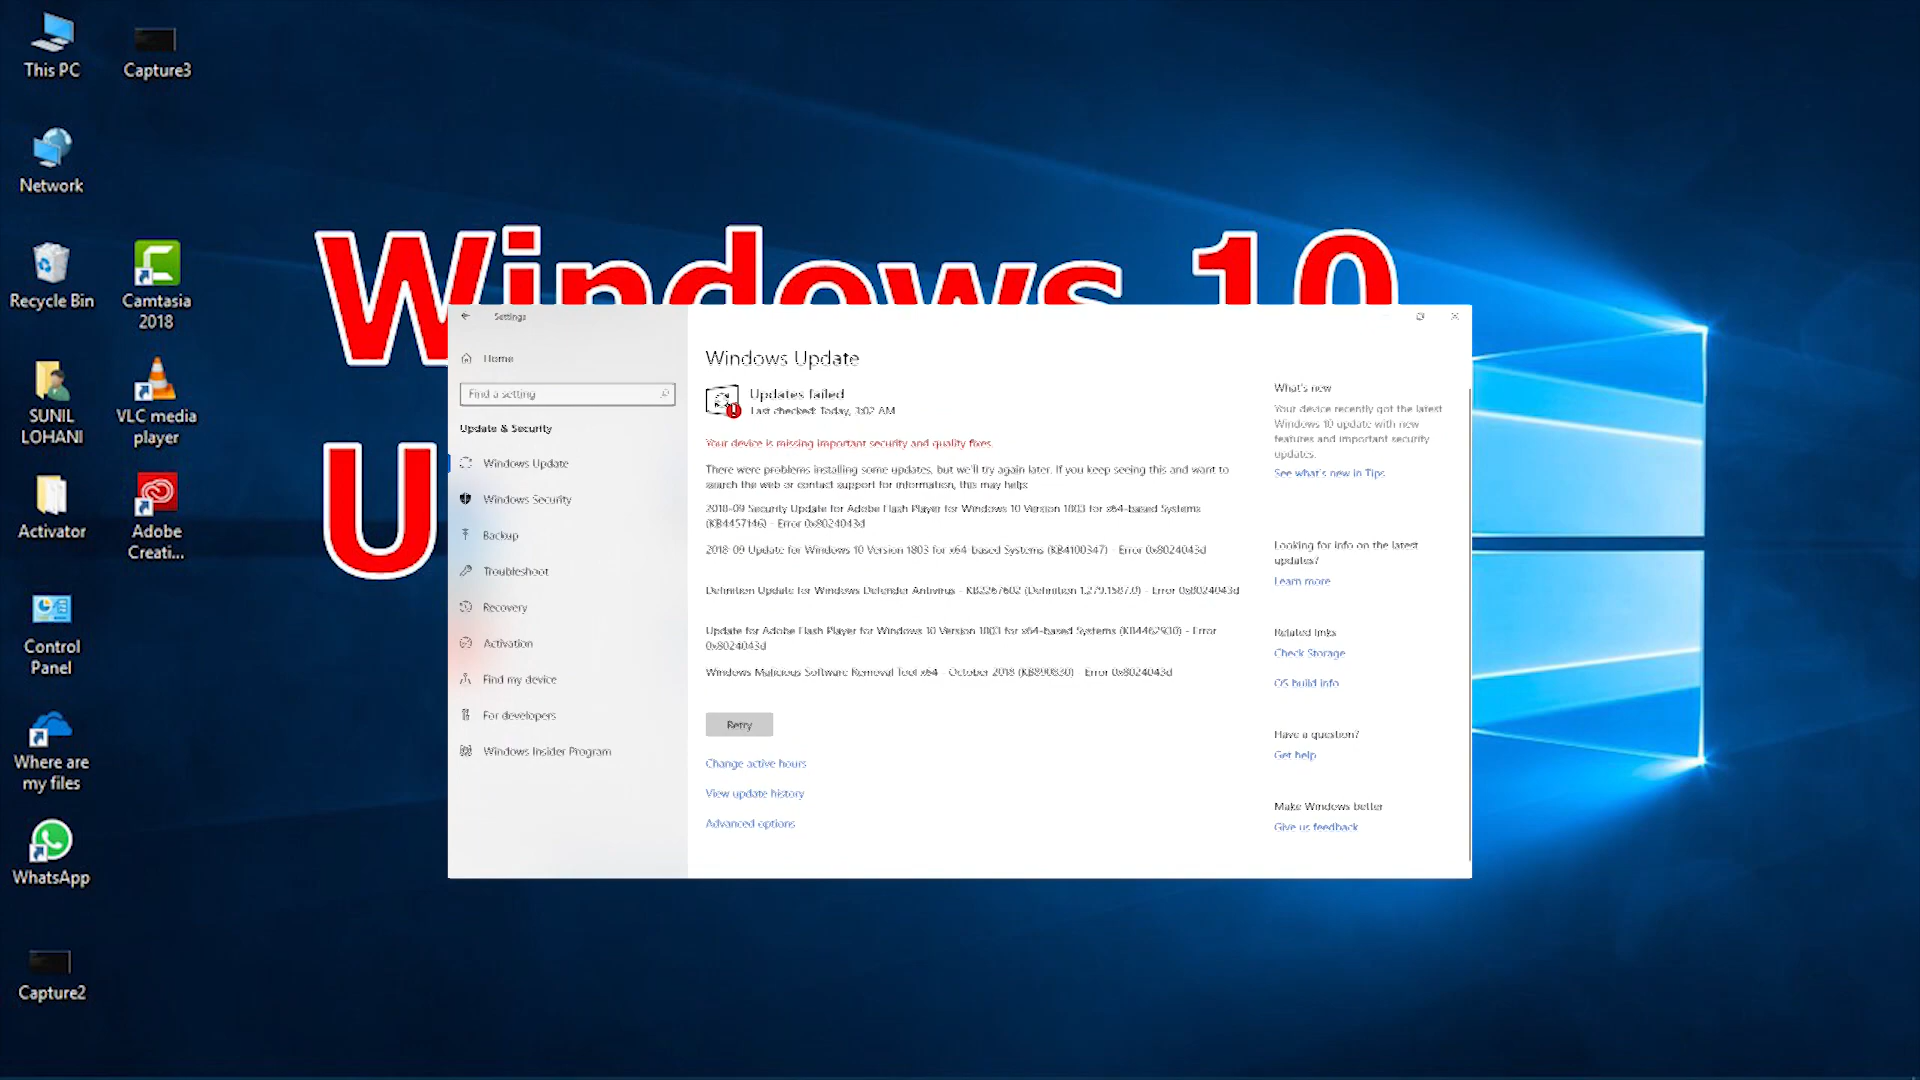 This PC
Capture3
Network
Recycle Bin
Camtasia
2018
SUNIL
LOHANI
VLC media
player
Activator
Adobe
Creati...
Control
Panel
Where are
my files
WhatsApp
Capture2
Windows 10
U
Settings
Home
Find a setting
Update & Security
Windows Update
Windows Security
Backup
Troubleshoot
Recovery
Activation
Find my device
For developers
Windows Insider Program
Windows Update
Updates failed
Last checked: Today, 3:02 AM
Your device is missing important security and quality fixes.
There were problems installing some updates, but we'll try again later. If you keep seeing this and want to
search the web or contact support for information, this may help:
2018-09 Security Update for Adobe Flash Player for Windows 10 Version 1803 for x64-based Systems
(KB4457146) - Error 0x8024043d
2018-09 Update for Windows 10 Version 1803 for x64-based Systems (KB4100347) - Error 0x8024043d
Definition Update for Windows Defender Antivirus - KB2267602 (Definition 1.279.1587.0) - Error 0x8024043d
Update for Adobe Flash Player for Windows 10 Version 1803 for x64-based Systems (KB4462930) - Error
0x8024043d
Windows Malicious Software Removal Tool x64 - October 2018 (KB890830) - Error 0x8024043d
Retry
Change active hours
View update history
Advanced options
What's new
Your device recently got the latest
Windows 10 update with new
features and important security
updates.
See what's new in Tips
Looking for info on the latest
updates?
Learn more
Related links
Check Storage
OS build info
Have a question?
Get help
Make Windows better
Give us feedback